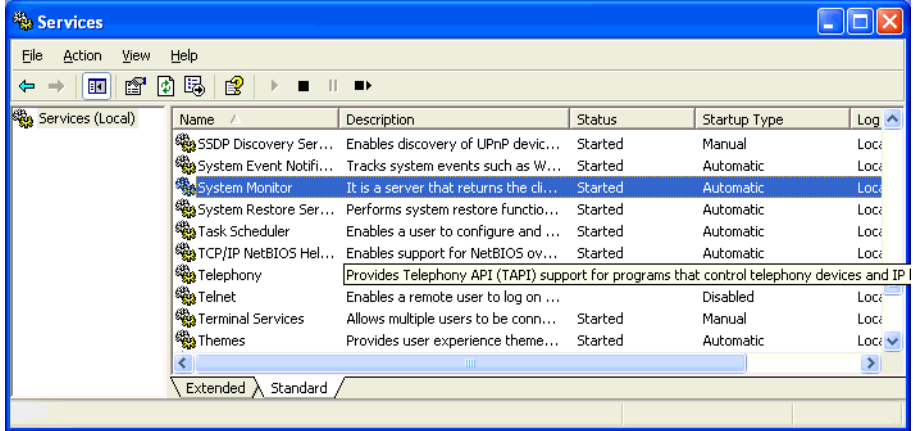 Services
File Action View Help
Services (Local)
Name Description Status Startup Type Log
SSDP Discovery Ser... Enables discovery of UPnP devic... Started Manual Loca
System Event Notifi... Tracks system events such as W... Started Automatic Loca
System Monitor It is a server that returns the cli... Started Automatic Loca
System Restore Ser... Performs system restore functio... Started Automatic Loca
Task Scheduler Enables a user to configure and ... Started Automatic Loca
TCP/IP NetBIOS Hel... Enables support for NetBIOS ov... Started Automatic Loca
Telephony Provides Telephony API (TAPI) support for programs that control telephony devices and IP
Telnet Enables a remote user to log on ... Disabled Loca
Terminal Services Allows multiple users to be conn... Started Manual Loca
Themes Provides user experience theme... Started Automatic Loca
Extended Standard